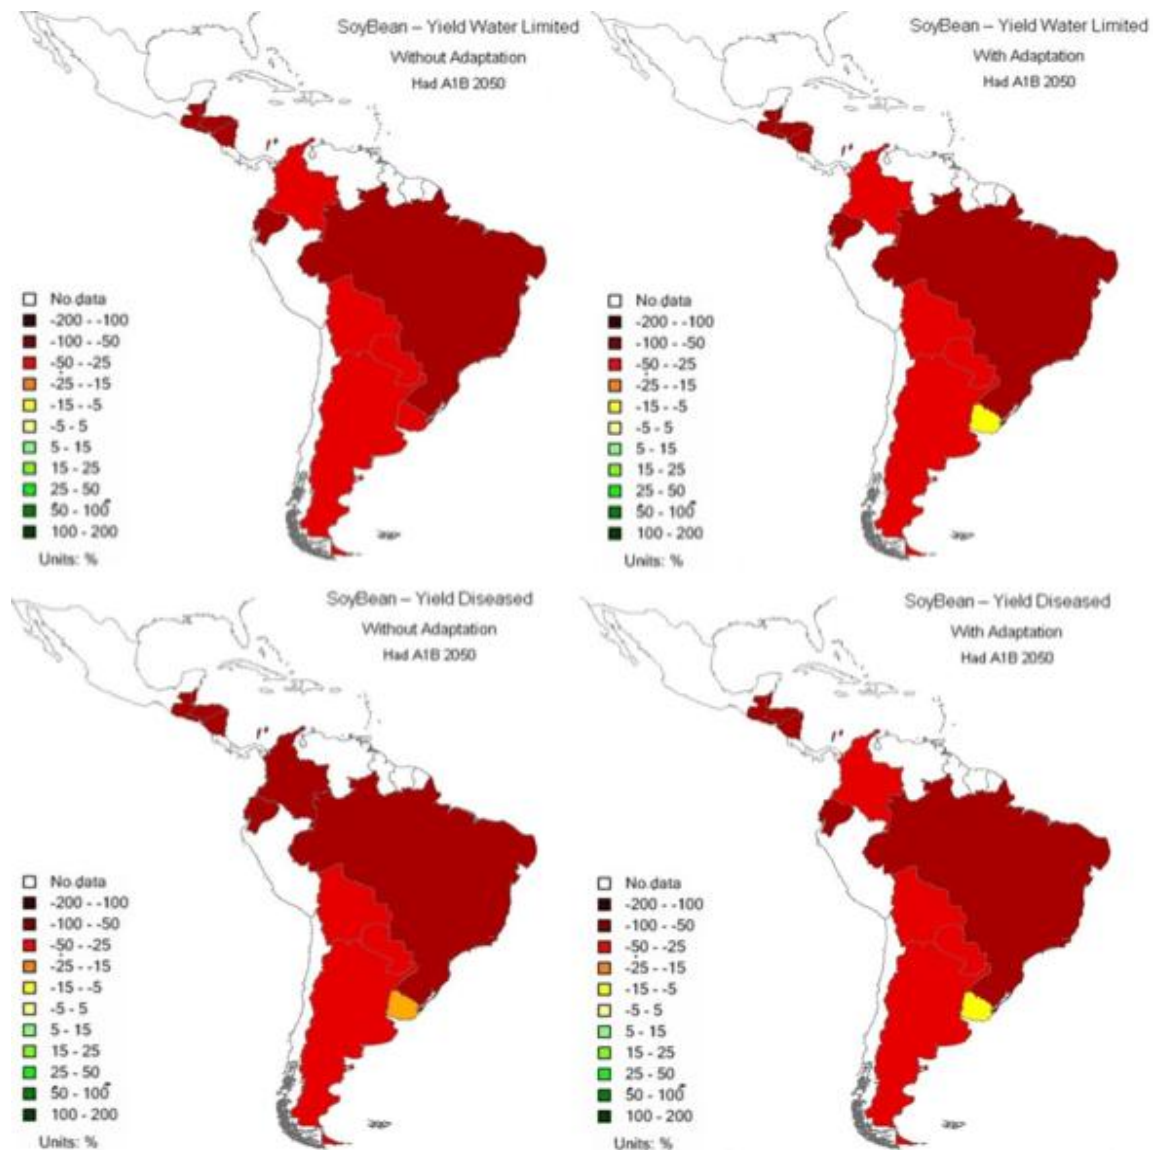 SoyBean – Yield Water Limited
Without Adaptation
Had A1B 2050
No data
-200 - -100
-100 - -50
-50 - -25
-25 - -15
-15 - -5
-5 - 5
5 - 15
15 - 25
25 - 50
50 - 100
100 - 200
Units: %
SoyBean – Yield Water Limited
With Adaptation
Had A1B 2050
No data
-200 - -100
-100 - -50
-50 - -25
-25 - -15
-15 - -5
-5 - 5
5 - 15
15 - 25
25 - 50
50 - 100
100 - 200
Units: %
SoyBean – Yield Diseased
Without Adaptation
Had A1B 2050
No data
-200 - -100
-100 - -50
-50 - -25
-25 - -15
-15 - -5
-5 - 5
5 - 15
15 - 25
25 - 50
50 - 100
100 - 200
Units: %
SoyBean – Yield Diseased
With Adaptation
Had A1B 2050
No data
-200 - -100
-100 - -50
-50 - -25
-25 - -15
-15 - -5
-5 - 5
5 - 15
15 - 25
25 - 50
50 - 100
100 - 200
Units: %